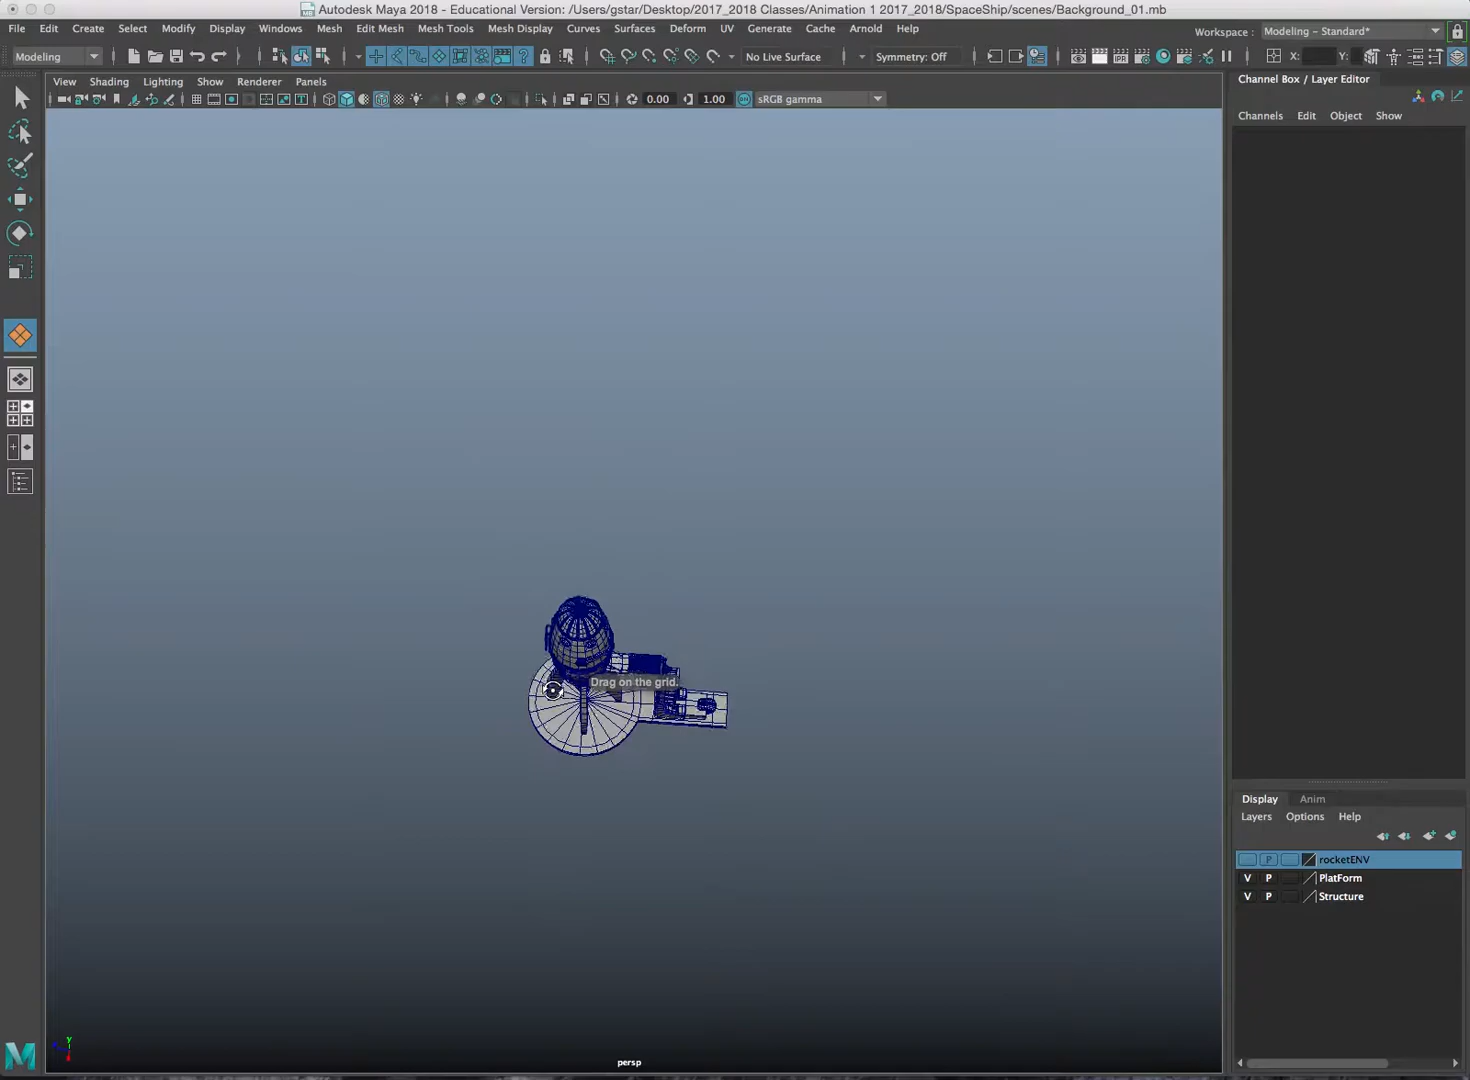 Autodesk Maya 2018 - Educational Version: /Users/gstar/Desktop/2017_2018 Classes/Animation 1 2017_2018/SpaceShip/scenes/Background_01.mb
File Edit Create Select Modify Display Windows Mesh Edit Mesh Mesh Tools Mesh Display Curves Surfaces Deform UV Generate Cache Arnold Help
Workspace : Modeling - Standard*
Modeling No Live Surface Symmetry: Off IPR X: Y:
View Shading Lighting Show Renderer Panels
Channel Box / Layer Editor
0.00 1.00 sRGB gamma
Channels Edit Object Show
Drag on the grid.
Display Anim
Layers Options Help
P rocketENV
V P PlatForm
V P Structure
Y
persp